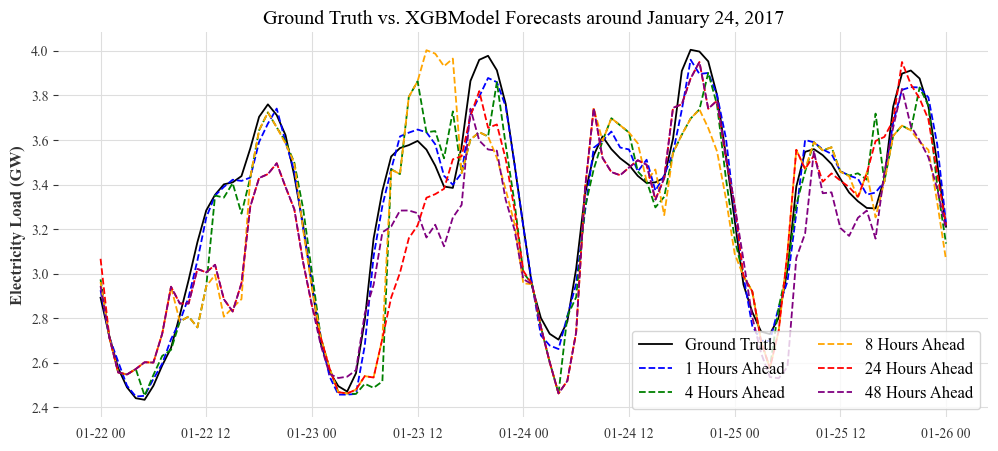 Ground Truth vs. XGBModel Forecasts around January 24, 2017
Electricity Load (GW)
4.0
3.8
3.6
3.4
3.2
3.0
2.8
2.6
2.4
Ground Truth
1 Hours Ahead
4 Hours Ahead
8 Hours Ahead
24 Hours Ahead
48 Hours Ahead
01-22 00
01-22 12
01-23 00
01-23 12
01-24 00
01-24 12
01-25 00
01-25 12
01-26 00